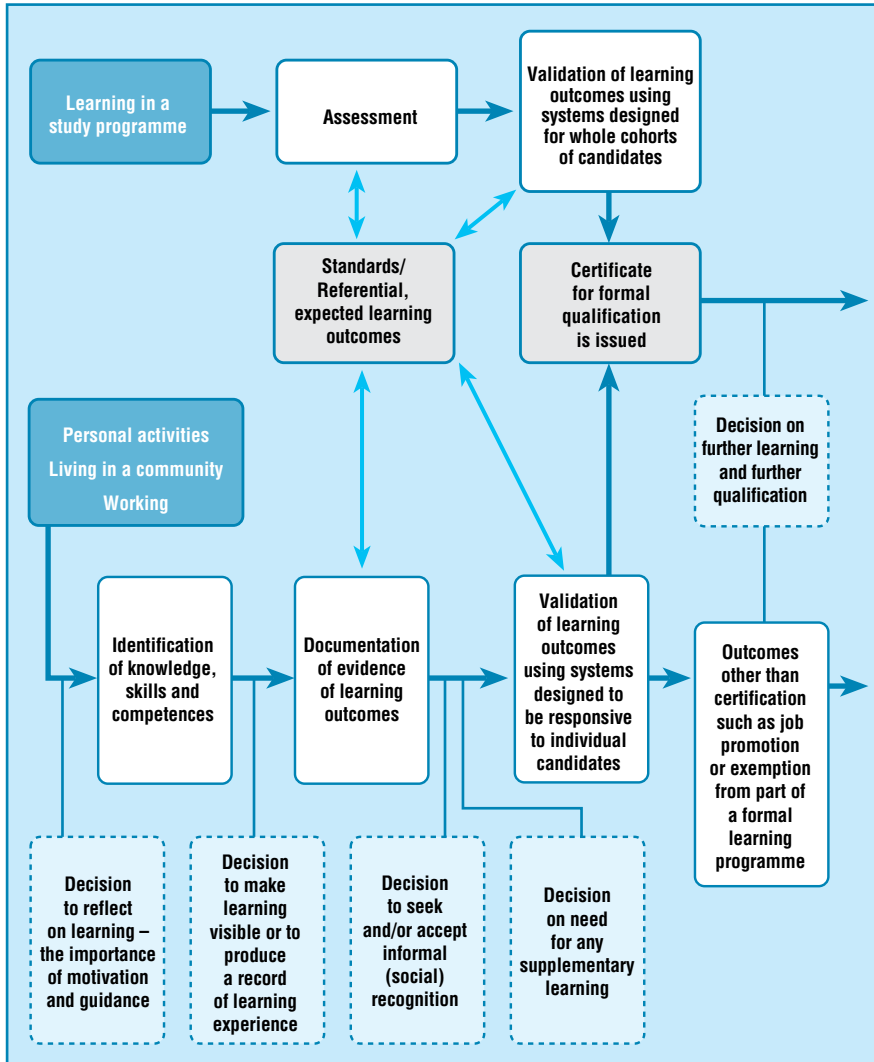 Learning in a
study programme
Assessment
Validation of learning
outcomes using
systems designed
for whole cohorts
of candidates
Standards/
Referential,
expected learning
outcomes
Certificate
for formal
qualification
is issued
Personal activities
Living in a community
Working
Decision on
further learning
and further
qualification
Identification
of knowledge,
skills and
competences
Documentation
of evidence
of learning
outcomes
Validation
of learning
outcomes
using systems
designed to
be responsive
to individual
candidates
Outcomes
other than
certification
such as job
promotion
or exemption
from part of
a formal
learning
programme
Decision
to reflect
on learning –
the importance
of motivation
and guidance
Decision
to make
learning
visible or to
produce
a record
of learning
experience
Decision
to seek
and/or accept
informal
(social)
recognition
Decision
on need
for any
supplementary
learning